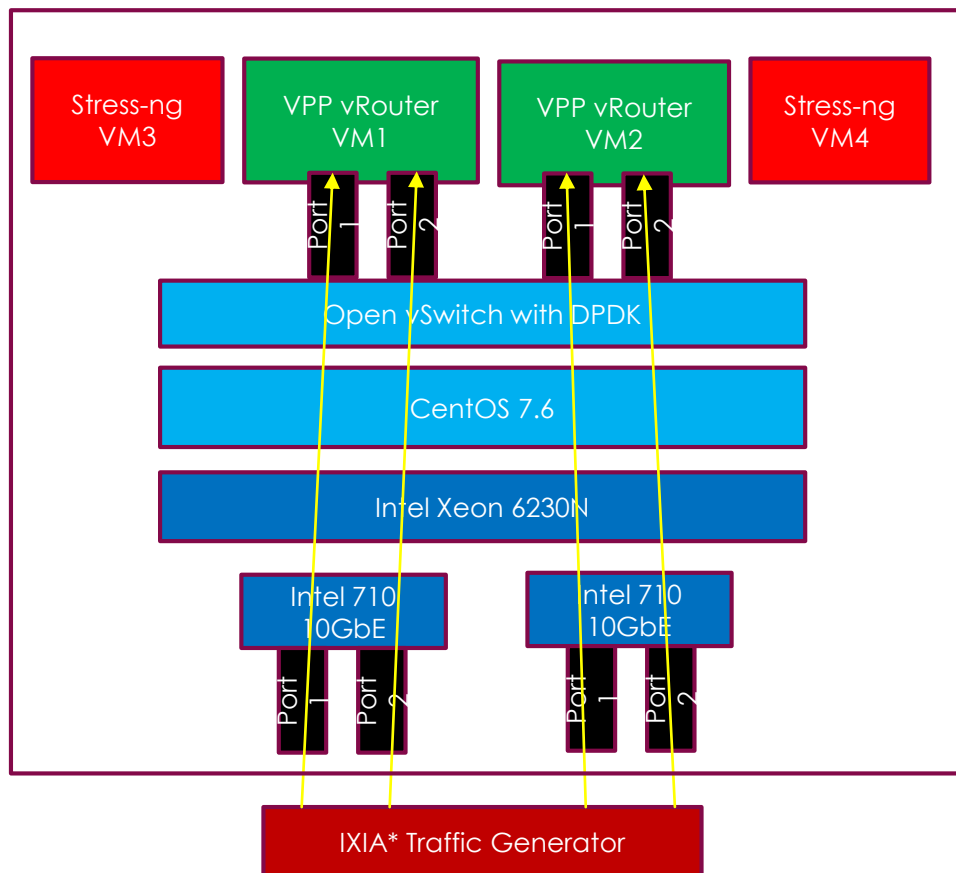 Stress-ng
VM3
VPP vRouter
VM1
VPP vRouter
VM2
Stress-ng
VM4
Port
1
Port
2
Port
1
Port
2
Open vSwitch with DPDK
CentOS 7.6
Intel Xeon 6230N
Intel 710
10GbE
ntel 710
10GbE
Port
1
Port
2
Port
1
Port
2
IXIA* Traffic Generator